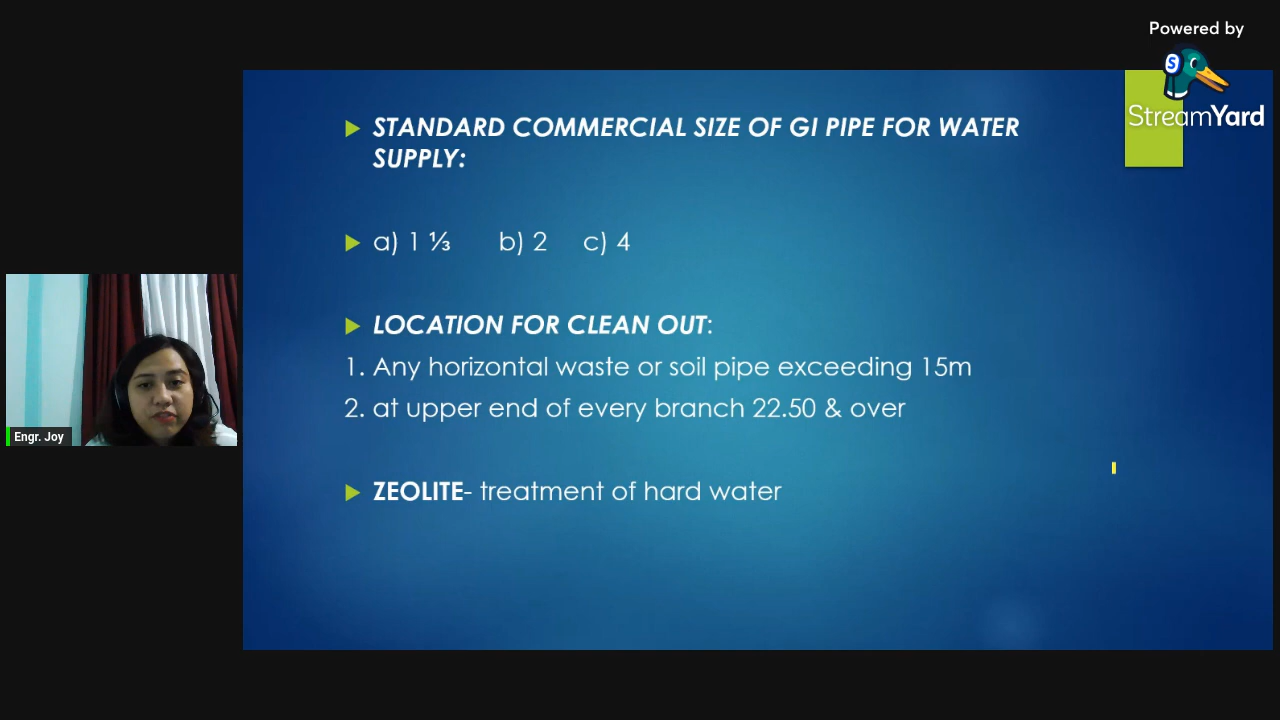 Powered by
StreamYard
STANDARD COMMERCIAL SIZE OF GI PIPE FOR WATER
SUPPLY:
a) 1 ⅓ b) 2 c) 4
LOCATION FOR CLEAN OUT:
1. Any horizontal waste or soil pipe exceeding 15m
2. at upper end of every branch 22.50 & over
ZEOLITE- treatment of hard water
Engr. Joy